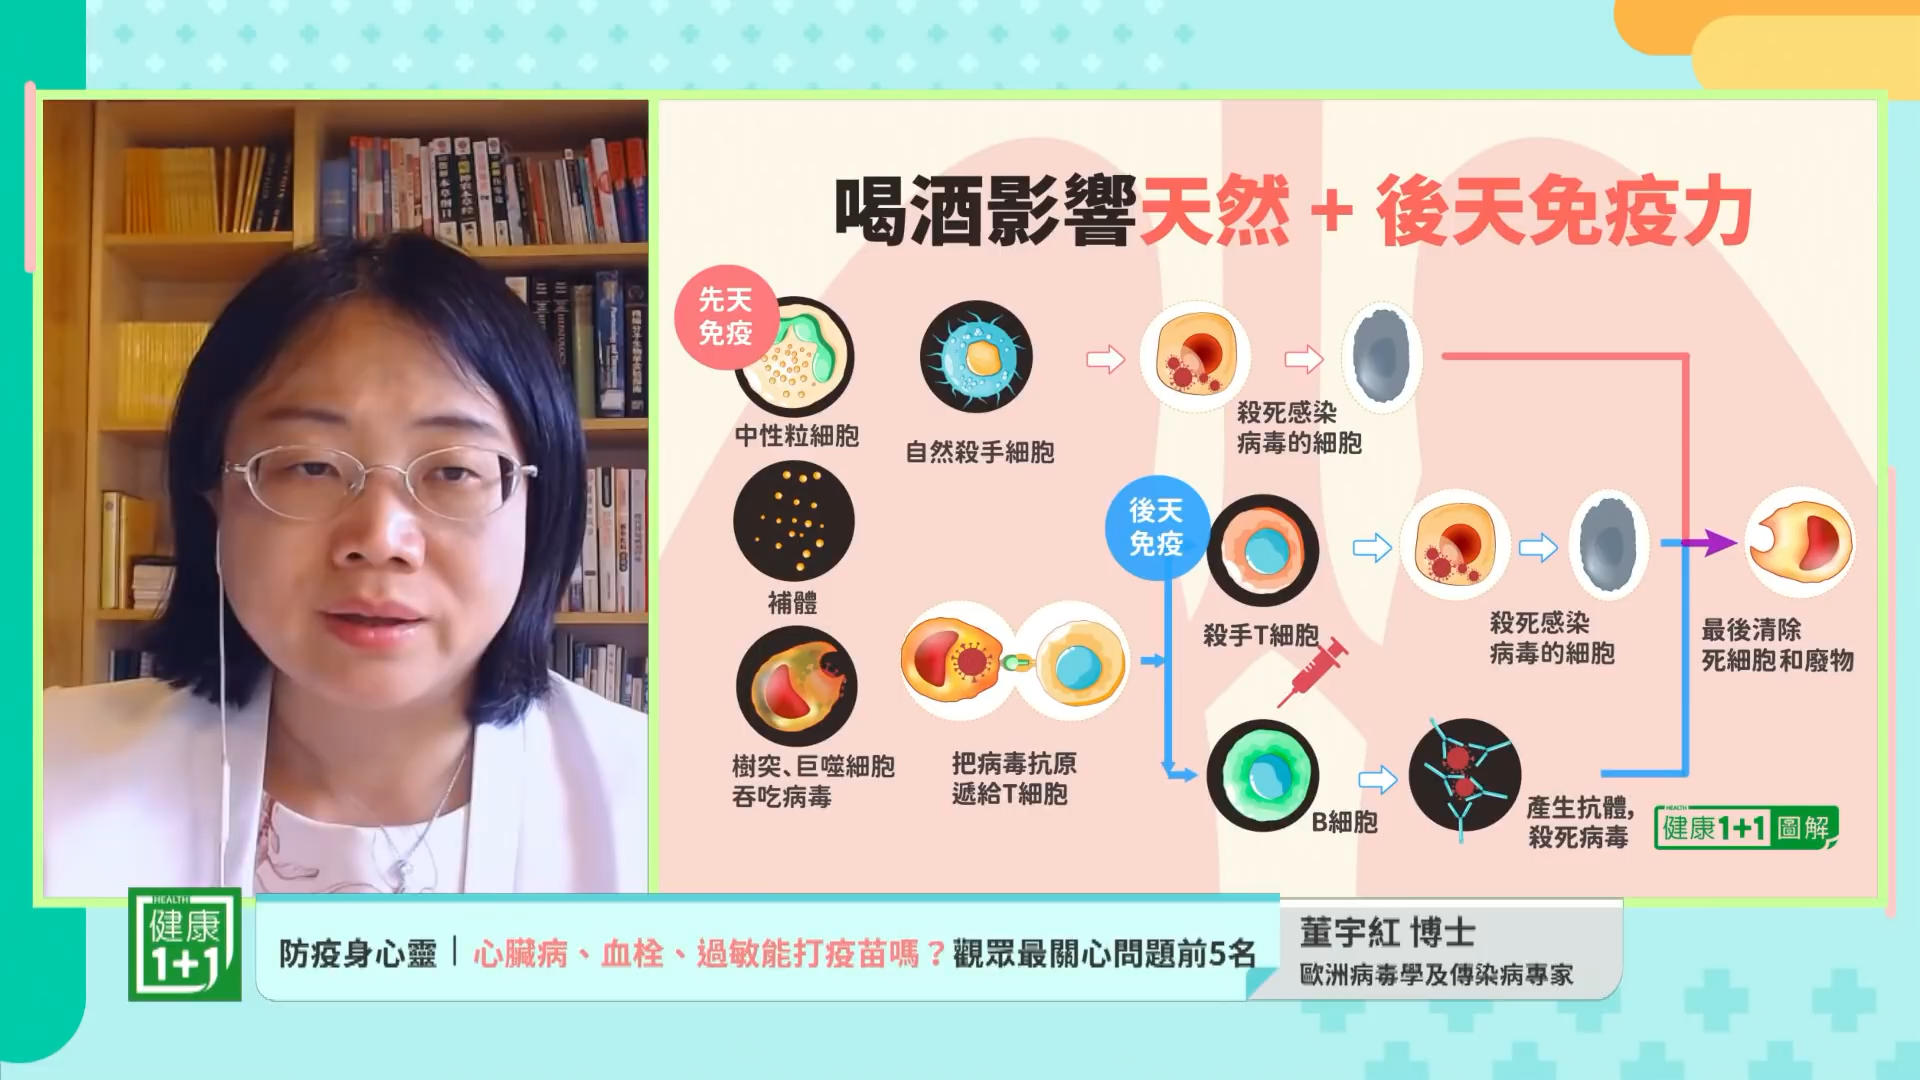 喝酒影響天然 + 後天免疫力
先天
免疫
中性粒細胞
自然殺手細胞
殺死感染
病毒的細胞
補體
後天
免疫
殺手T細胞
殺死感染
病毒的細胞
最後清除
死細胞和廢物
樹突、巨噬細胞
吞吃病毒
把病毒抗原
遞給T細胞
B細胞
產生抗體,
殺死病毒
HEALTH
健康1+1 圖解
HEALTH
健康
1+1
防疫身心靈｜心臟病、血栓、過敏能打疫苗嗎？觀眾最關心問題前5名
董宇紅 博士
歐洲病毒學及傳染病專家